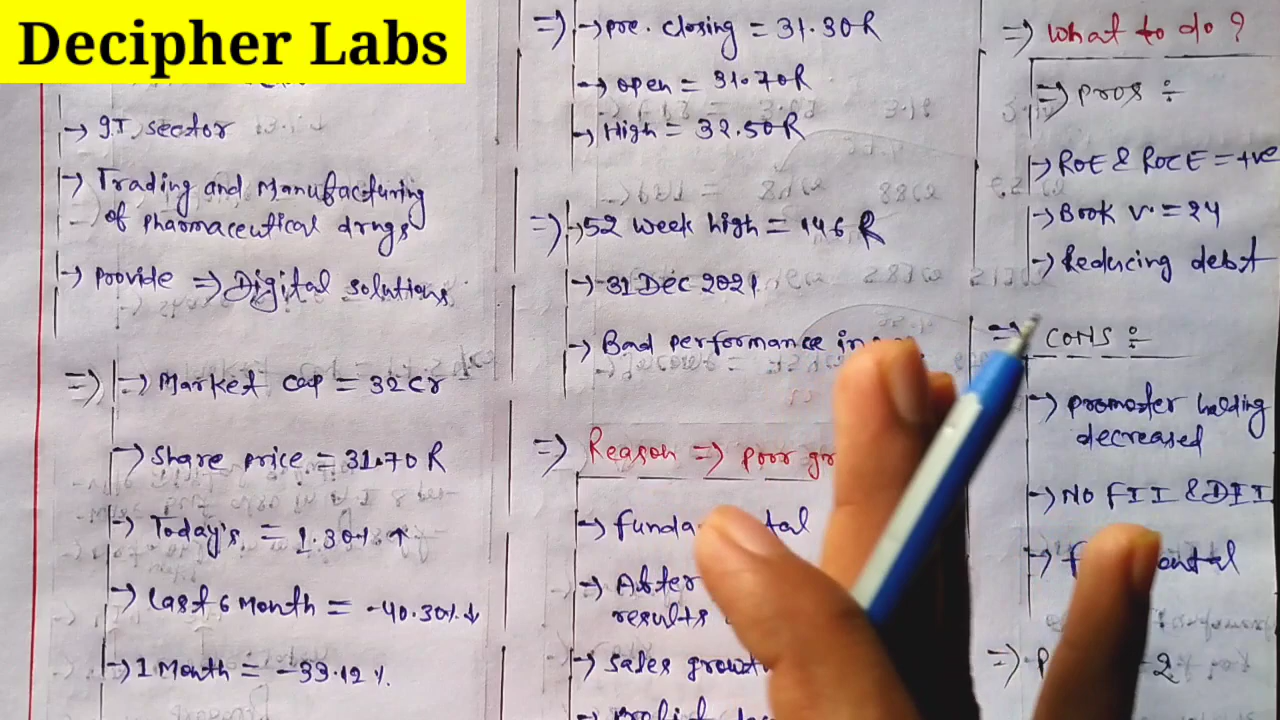 Decipher Labs
-> IT sector
-> Trading and Manufacturing
of pharmaceutical drugs
-> Provide => Digital solutions
=> -> Market cap = 32 Cr
-> Share price = 31.70 R
-> Today's = 1.30% ↑
-> Last 6 Month = -40.30% ↓
-> 1 Month = -33.12 %
=> -> pre. closing = 31.30 R
-> open = 31.70 R
-> High = 32.50 R
=> -> 52 week high = 146 R
-> 31 Dec 2021
-> Bad performance in
=> Reason => poor
-> After
results
-> Sales growth
=> What to do ?
=> PROS ÷
-> ROE & ROCE = +ve
-> Book v. = 24
-> Reducing debt
=> CONS ÷
-> promoter holding
decreased
-> NO FII & DII